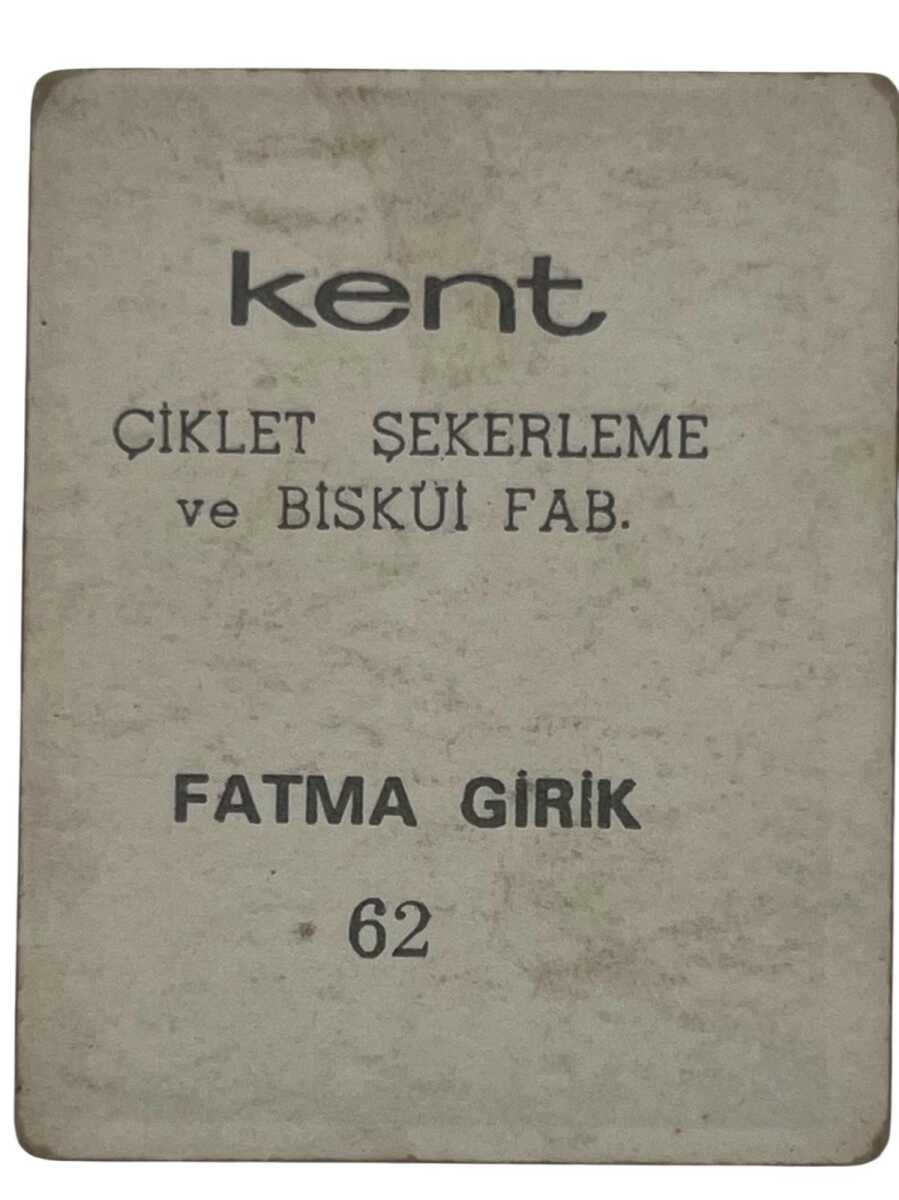 kent
ÇİKLET ŞEKERLEME
ve BİSKÜİ FAB.
FATMA GİRİK
62